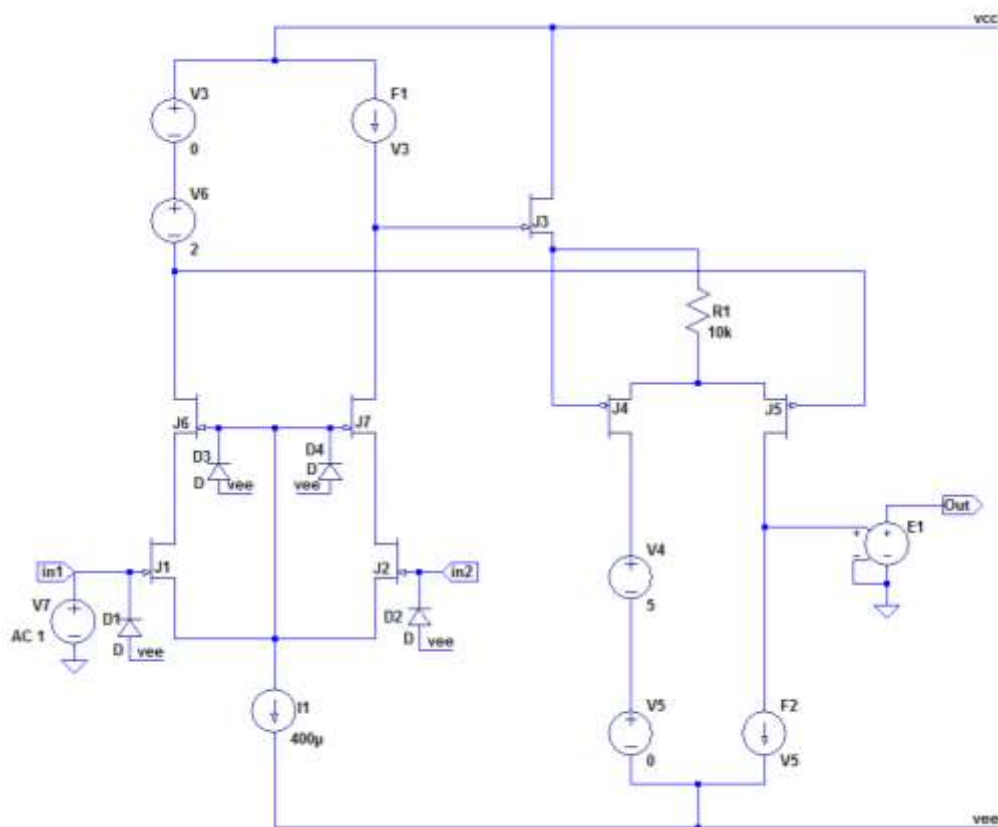 vcc
V3
0
F1
V3
V6
2
J3
R1
10k
J6
J7
J4
J5
D3
D
vee
D4
D
vee
in1
J1
J2
in2
V7
AC 1
D1
D
vee
D2
D
vee
V4
5
Out
E1
I1
400µ
V5
0
F2
V5
vee